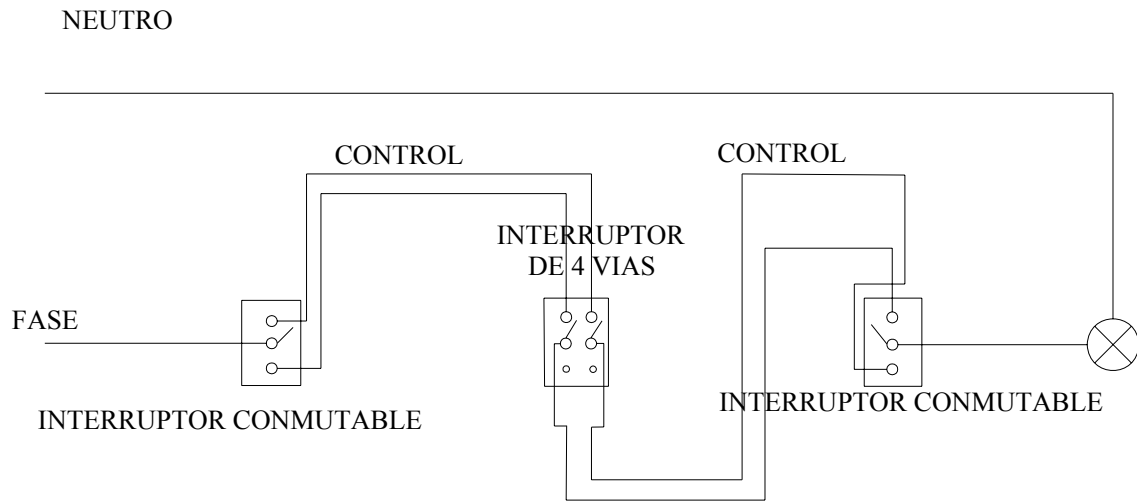 NEUTRO
CONTROL
CONTROL
INTERRUPTOR
DE 4 VIAS
FASE
INTERRUPTOR CONMUTABLE
INTERRUPTOR CONMUTABLE